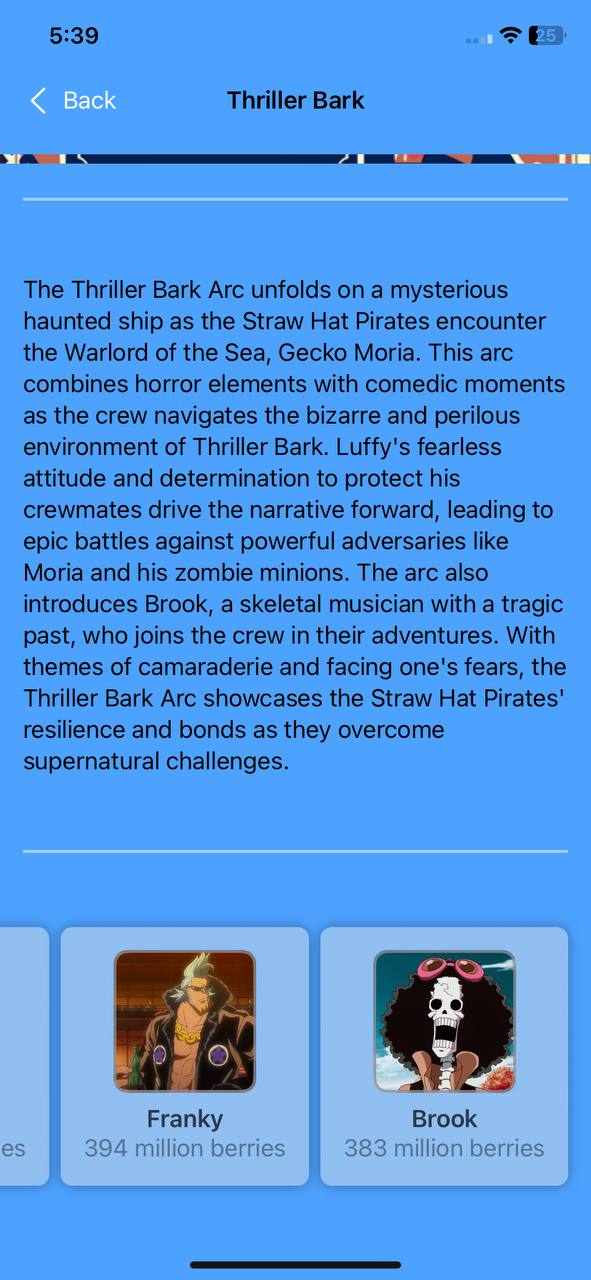 5:39
25
Back
Thriller Bark
The Thriller Bark Arc unfolds on a mysterious
haunted ship as the Straw Hat Pirates encounter
the Warlord of the Sea, Gecko Moria. This arc
combines horror elements with comedic moments
as the crew navigates the bizarre and perilous
environment of Thriller Bark. Luffy's fearless
attitude and determination to protect his
crewmates drive the narrative forward, leading to
epic battles against powerful adversaries like
Moria and his zombie minions. The arc also
introduces Brook, a skeletal musician with a tragic
past, who joins the crew in their adventures. With
themes of camaraderie and facing one's fears, the
Thriller Bark Arc showcases the Straw Hat Pirates'
resilience and bonds as they overcome
supernatural challenges.
es
Franky
394 million berries
Brook
383 million berries